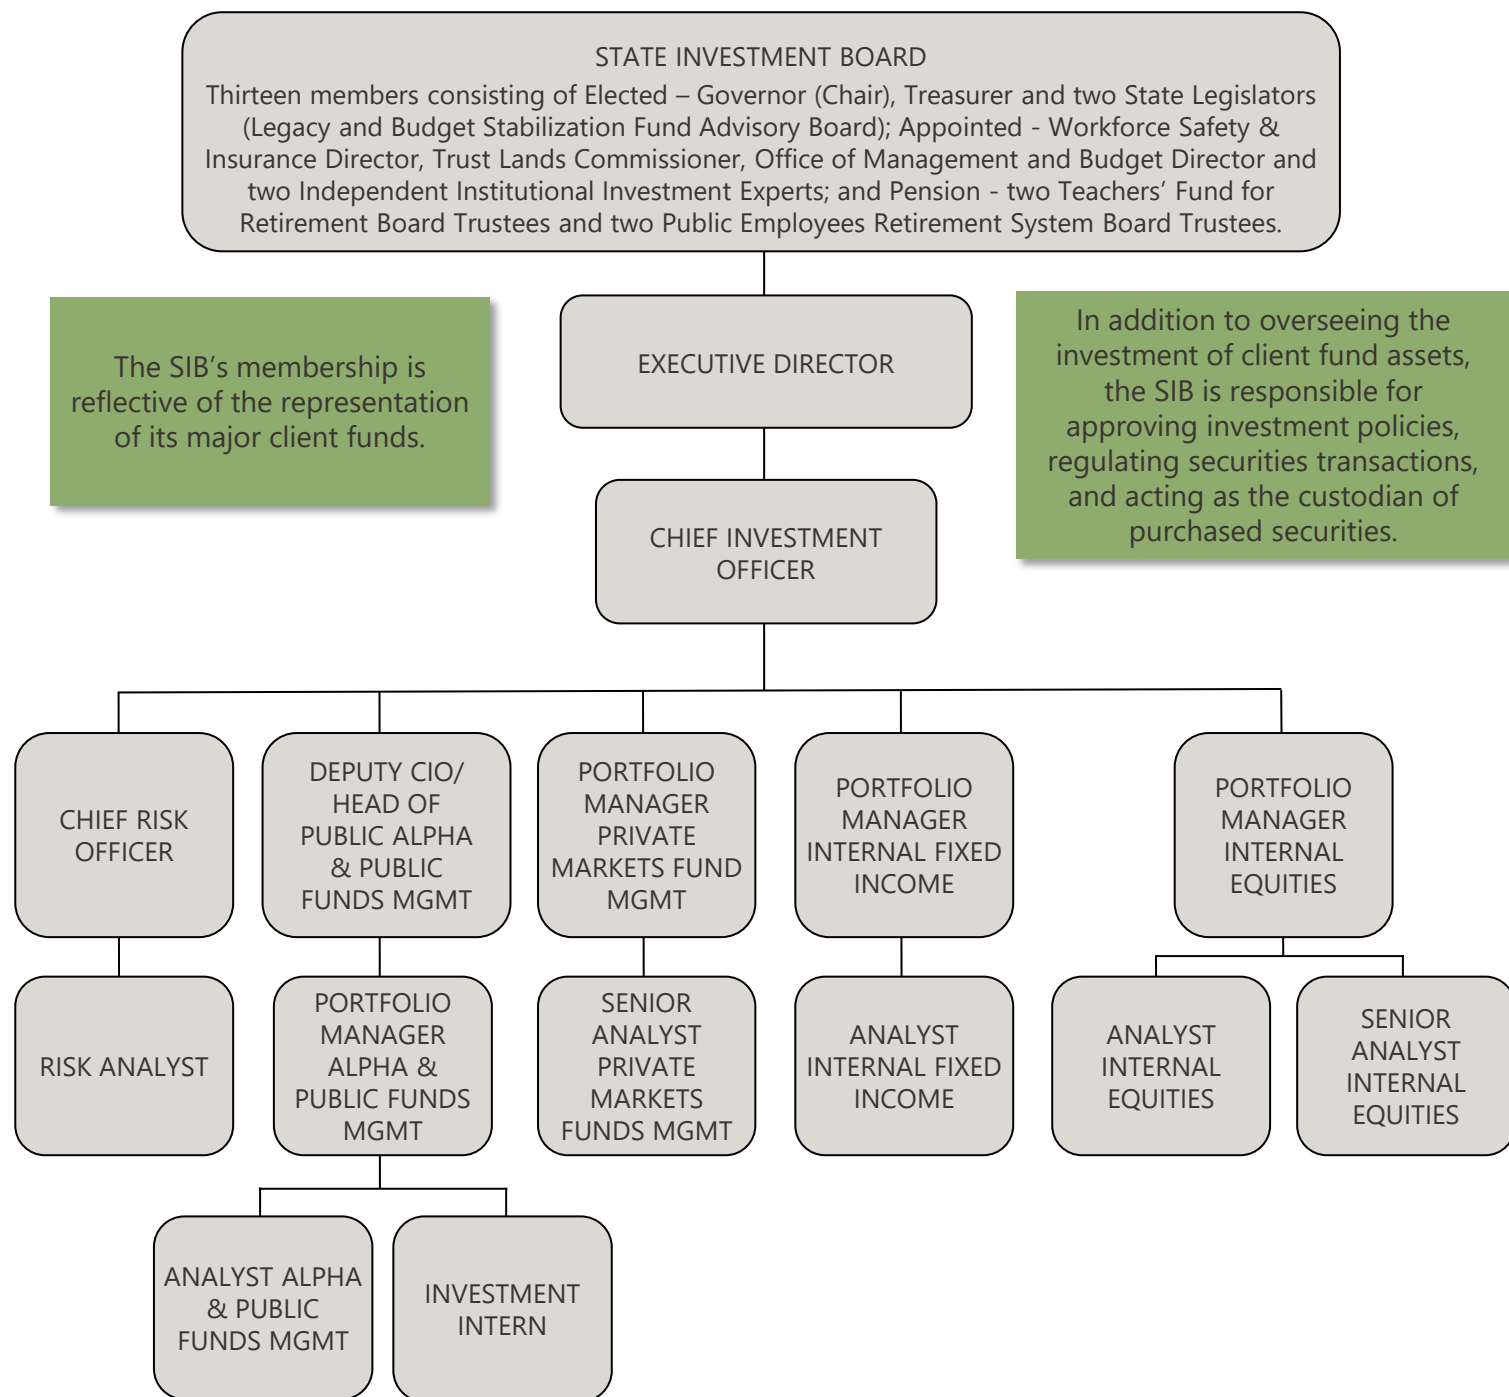 STATE INVESTMENT BOARD
Thirteen members consisting of Elected – Governor (Chair), Treasurer and two State Legislators
(Legacy and Budget Stabilization Fund Advisory Board); Appointed - Workforce Safety &
Insurance Director, Trust Lands Commissioner, Office of Management and Budget Director and
two Independent Institutional Investment Experts; and Pension - two Teachers’ Fund for
Retirement Board Trustees and two Public Employees Retirement System Board Trustees.
The SIB’s membership is
reflective of the representation
of its major client funds.
EXECUTIVE DIRECTOR
In addition to overseeing the
investment of client fund assets,
the SIB is responsible for
approving investment policies,
regulating securities transactions,
and acting as the custodian of
purchased securities.
CHIEF INVESTMENT
OFFICER
CHIEF RISK
OFFICER
DEPUTY CIO/
HEAD OF
PUBLIC ALPHA
& PUBLIC
FUNDS MGMT
PORTFOLIO
MANAGER
PRIVATE
MARKETS FUND
MGMT
PORTFOLIO
MANAGER
INTERNAL FIXED
INCOME
PORTFOLIO
MANAGER
INTERNAL
EQUITIES
RISK ANALYST
PORTFOLIO
MANAGER
ALPHA &
PUBLIC FUNDS
MGMT
SENIOR
ANALYST
PRIVATE
MARKETS
FUNDS MGMT
ANALYST
INTERNAL FIXED
INCOME
ANALYST
INTERNAL
EQUITIES
SENIOR
ANALYST
INTERNAL
EQUITIES
ANALYST ALPHA
& PUBLIC
FUNDS MGMT
INVESTMENT
INTERN